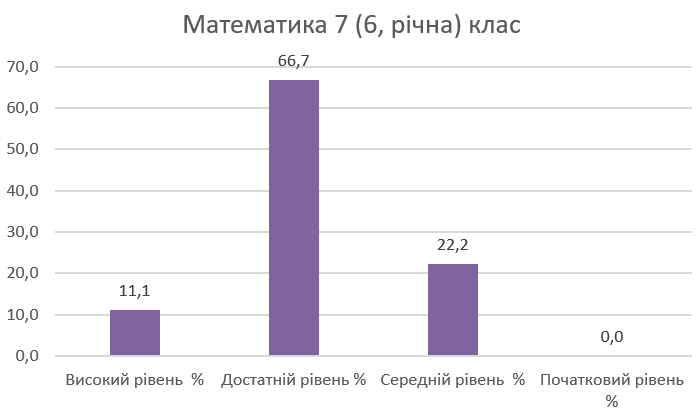 Математика 7 (6, річна) клас
70,0
60,0
50,0
40,0
30,0
20,0
10,0
0,0
66,7
22,2
11,1
0,0
Високий рівень %
Достатній рівень %
Середній рівень %
Початковий рівень
%